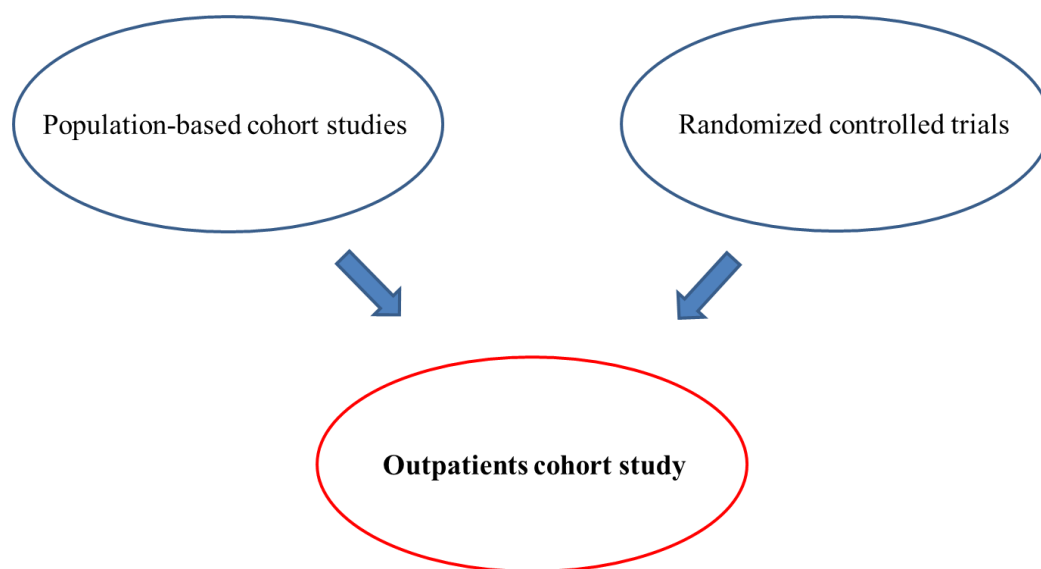 Population-based cohort studies
Randomized controlled trials
Outpatients cohort study